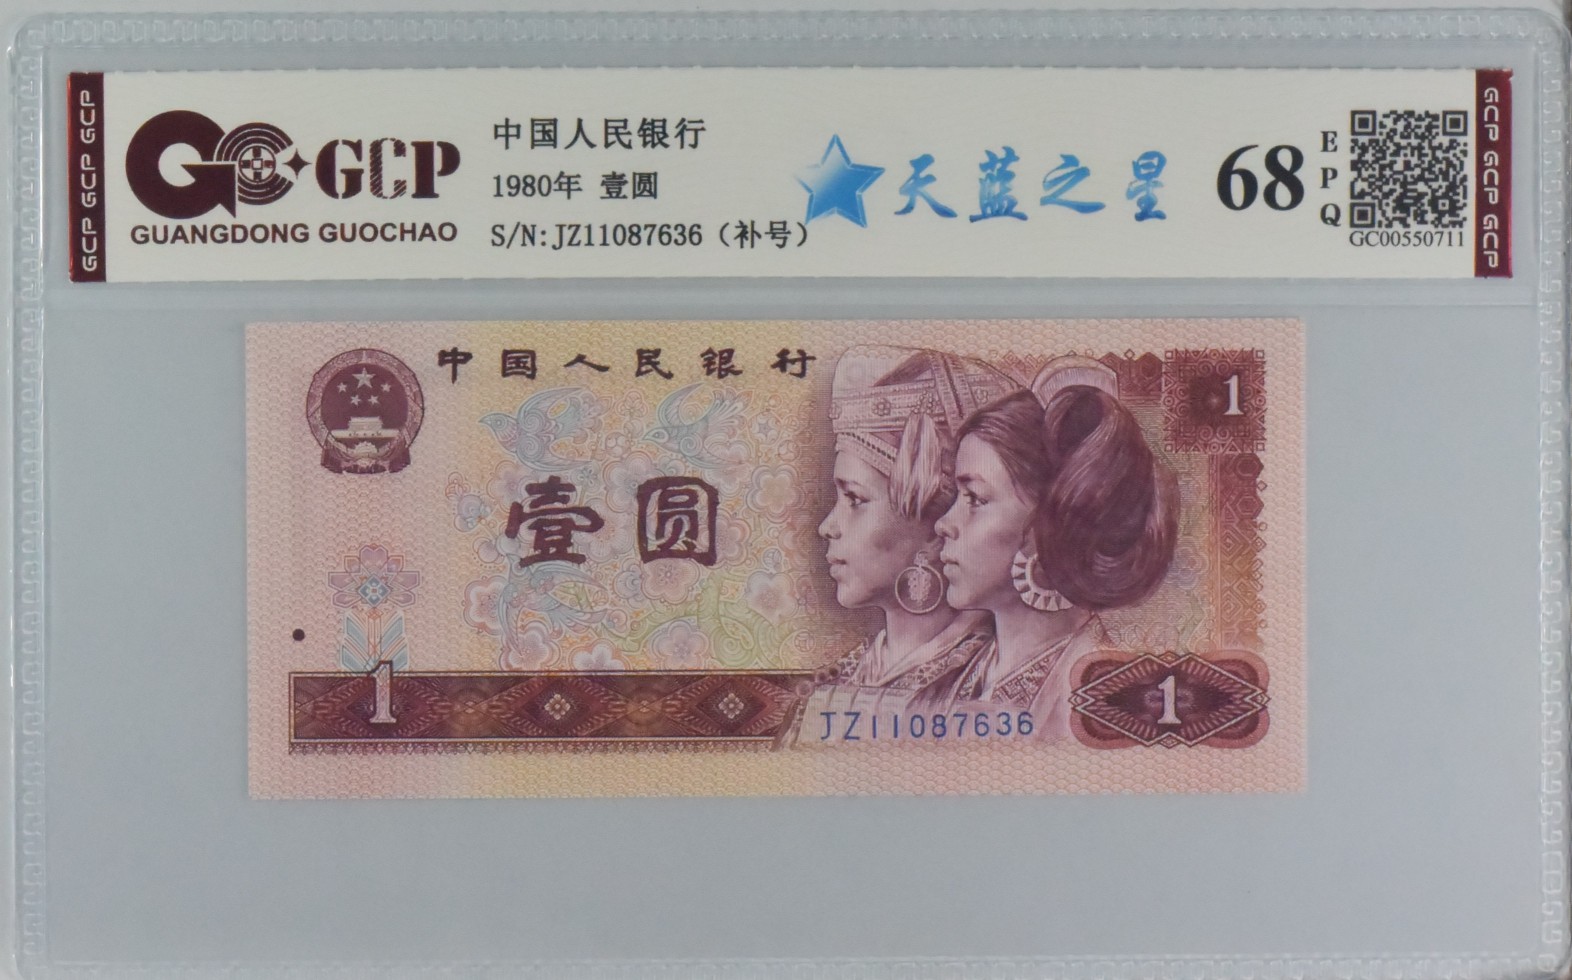 GCP GCP GCP
GCP
GUANGDONG GUOCHAO
中国人民银行
1980年 壹圆
S/N:JZ11087636（补号）
天蓝之星
68
EPQ
GC00550711
GCP GCP GCP
中国人民银行
1
壹圆
1
JZ11087636
1